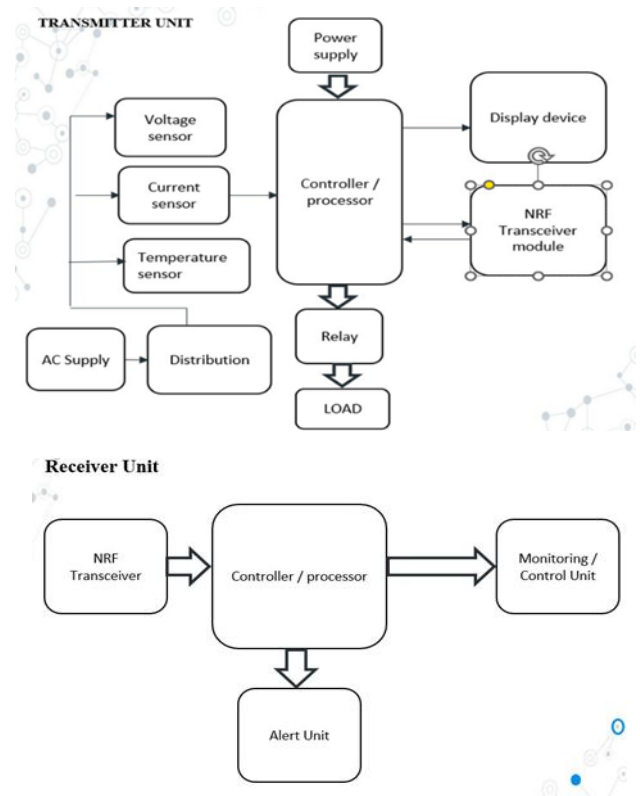 TRANSMITTER UNIT
Power
supply
Voltage
sensor
Current
sensor
Temperature
sensor
AC Supply
Distribution
Controller /
processor
Display device
NRF
Transceiver
module
Relay
LOAD
Receiver Unit
NRF
Transceiver
Controller / processor
Monitoring /
Control Unit
Alert Unit